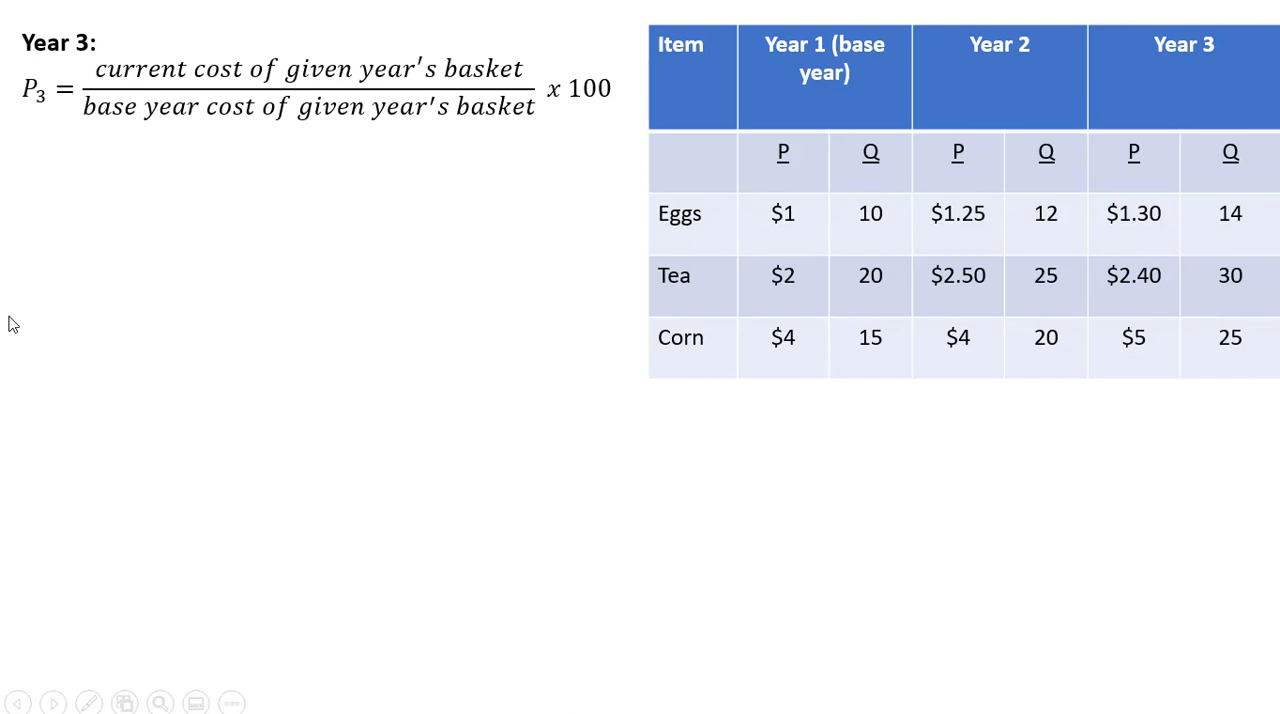 Year 3:
P₃ = current cost of given year's basket / base year cost of given year's basket x 100
Item Year 1 (base year) Year 2 Year 3
P Q P Q P Q
Eggs $1 10 $1.25 12 $1.30 14
Tea $2 20 $2.50 25 $2.40 30
Corn $4 15 $4 20 $5 25